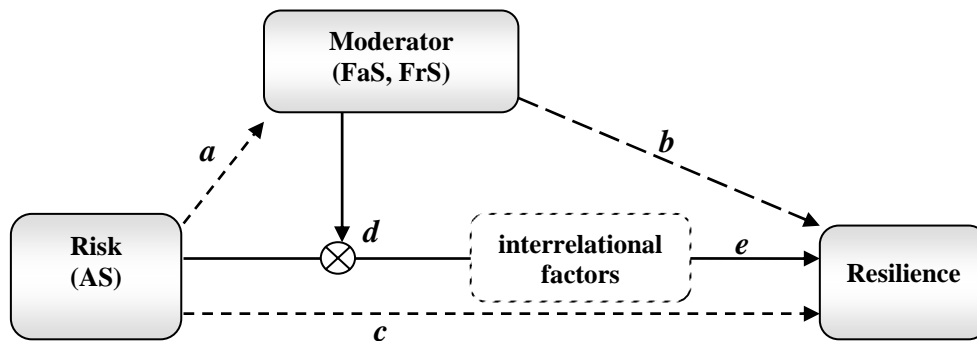 Moderator
(FaS, FrS)
a
b
d
Risk
(AS)
interrelational
factors
e
Resilience
c